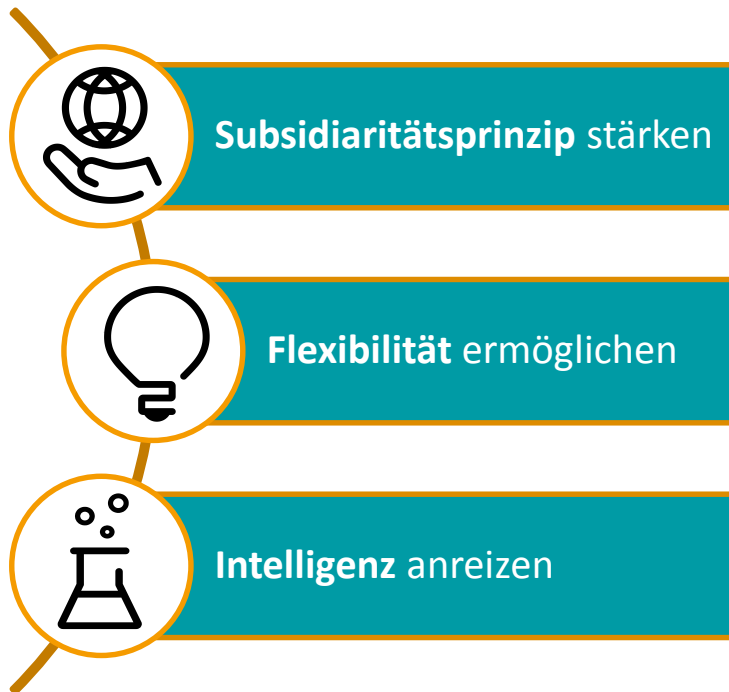 Subsidiaritätsprinzip stärken
Flexibilität ermöglichen
Intelligenz anreizen